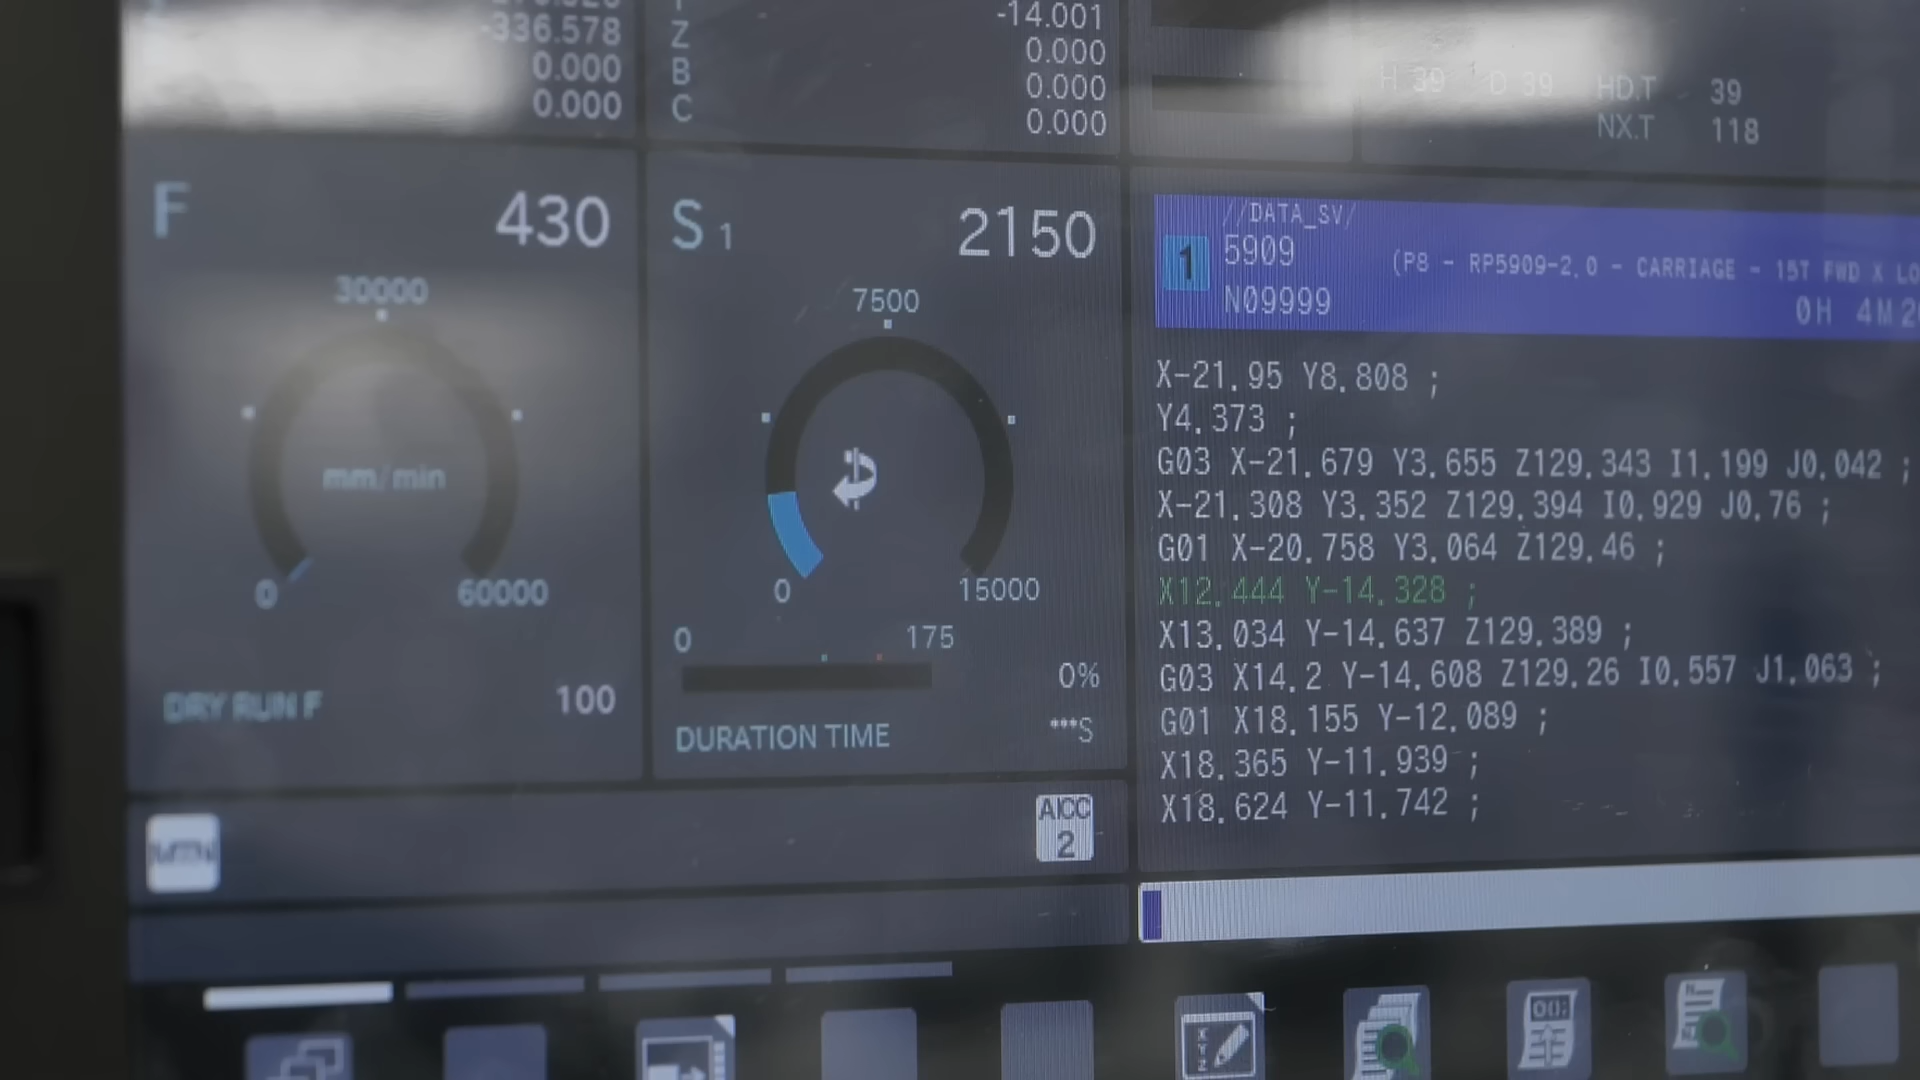 -336.578
0.000
0.000
-14.001
Z 0.000
B 0.000
C 0.000
H 39 D 39 HD.T 39
NX.T 118
F 430
30000
mm/min
0 60000
DRY RUN F 100
S 1 2150
7500
0 15000
0 175
0%
DURATION TIME ***S
AICC
2
//DATA_SV/
1 5909 (P8 - RP5909-2.0 - CARRIAGE - 15T FWD X
N09999 0H 4M
X-21.95 Y8.808 ;
Y4.373 ;
G03 X-21.679 Y3.655 Z129.343 I1.199 J0.042 ;
X-21.308 Y3.352 Z129.394 I0.929 J0.76 ;
G01 X-20.758 Y3.064 Z129.46 ;
X12.444 Y-14.328 ;
X13.034 Y-14.637 Z129.389 ;
G03 X14.2 Y-14.608 Z129.26 I0.557 J1.063 ;
G01 X18.155 Y-12.089 ;
X18.365 Y-11.939 ;
X18.624 Y-11.742 ;
X
Y
Z